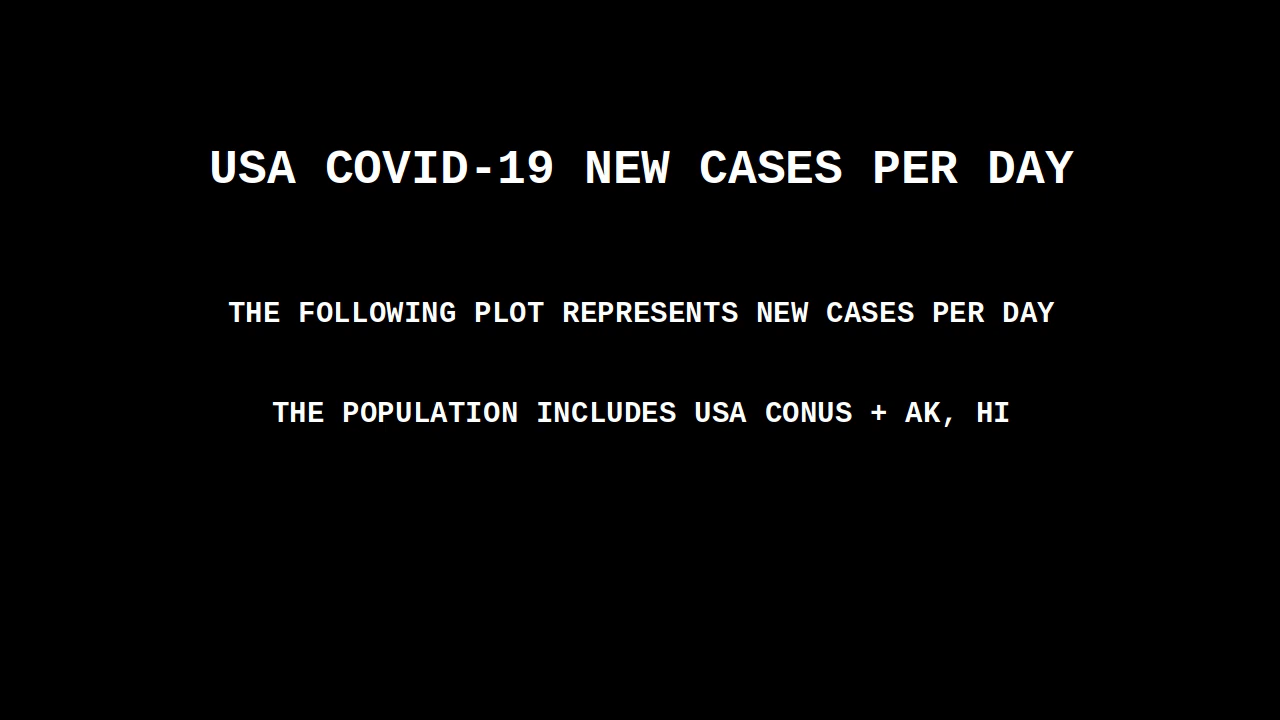 USA COVID-19 NEW CASES PER DAY
THE FOLLOWING PLOT REPRESENTS NEW CASES PER DAY
THE POPULATION INCLUDES USA CONUS + AK, HI